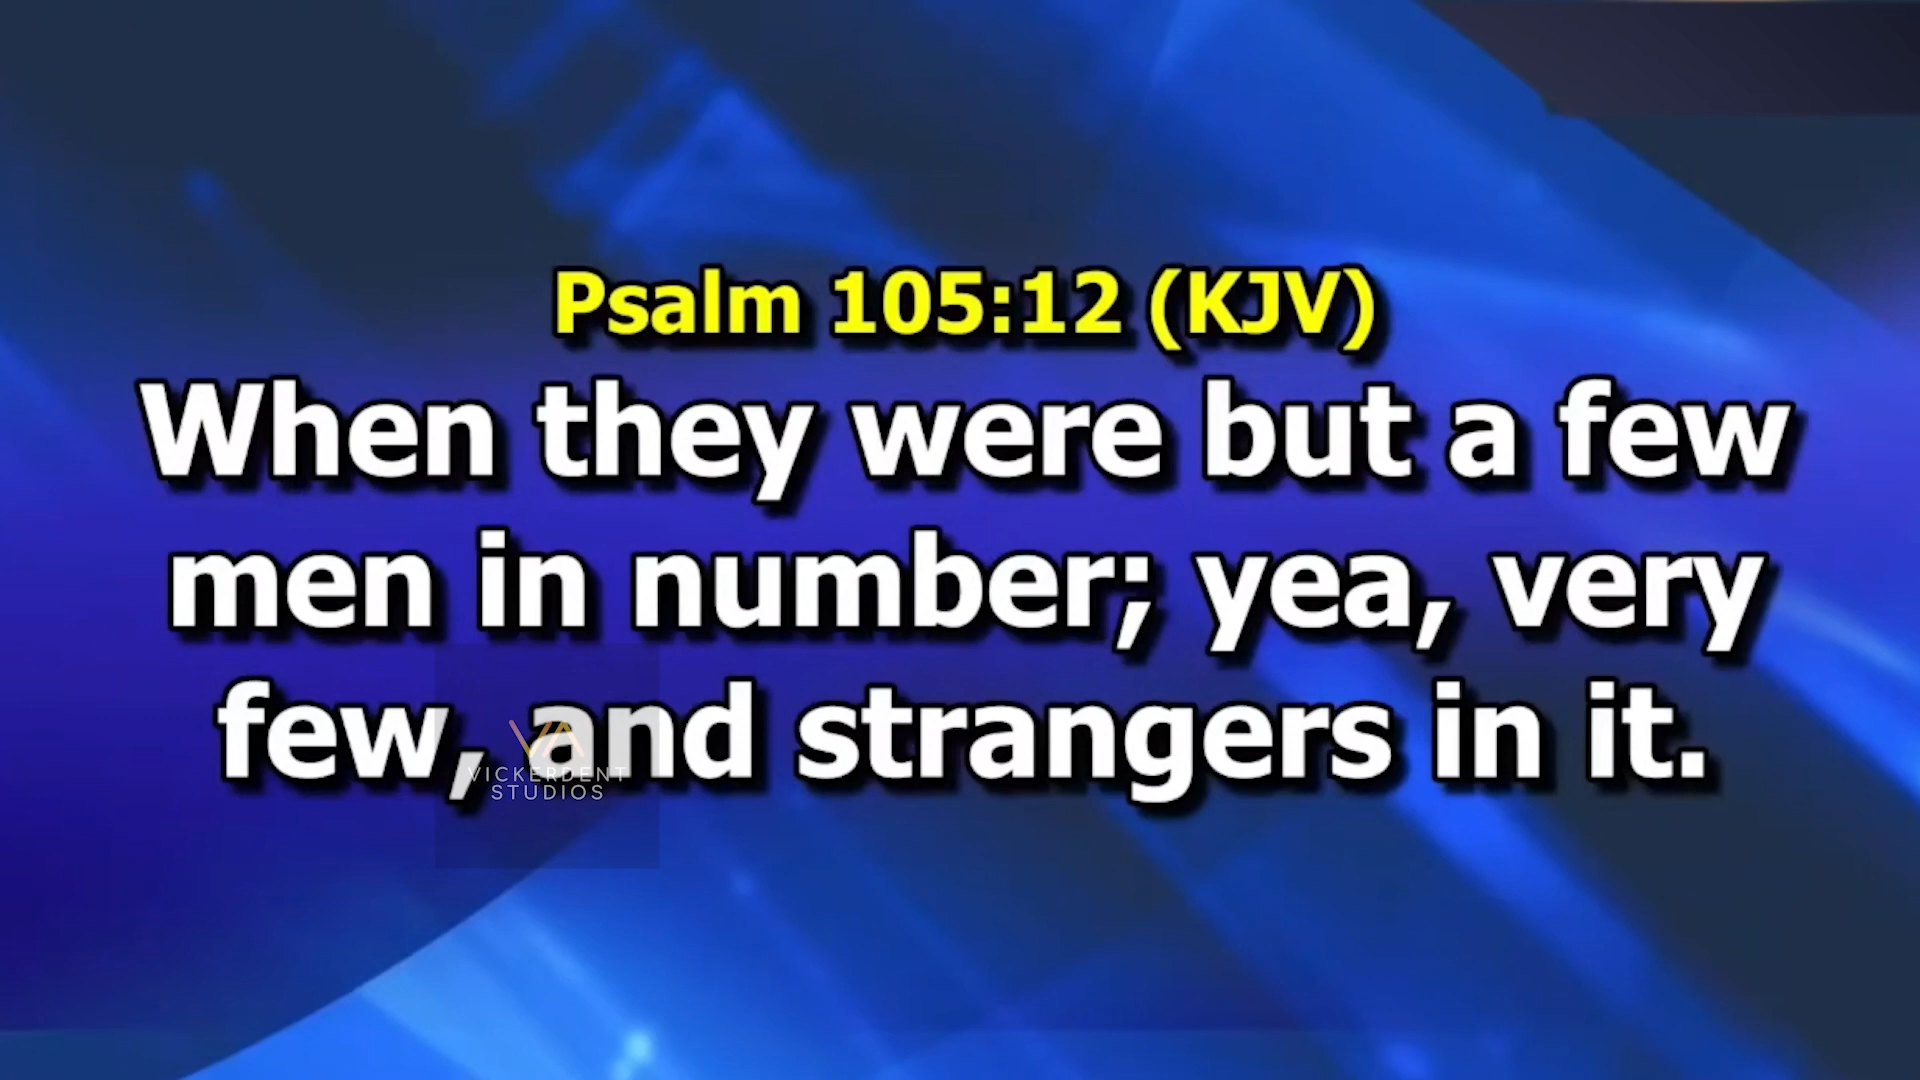 Psalm 105:12 (KJV)
When they were but a few
men in number; yea, very
few, and strangers in it.
VA
VICKERDENT
STUDIOS